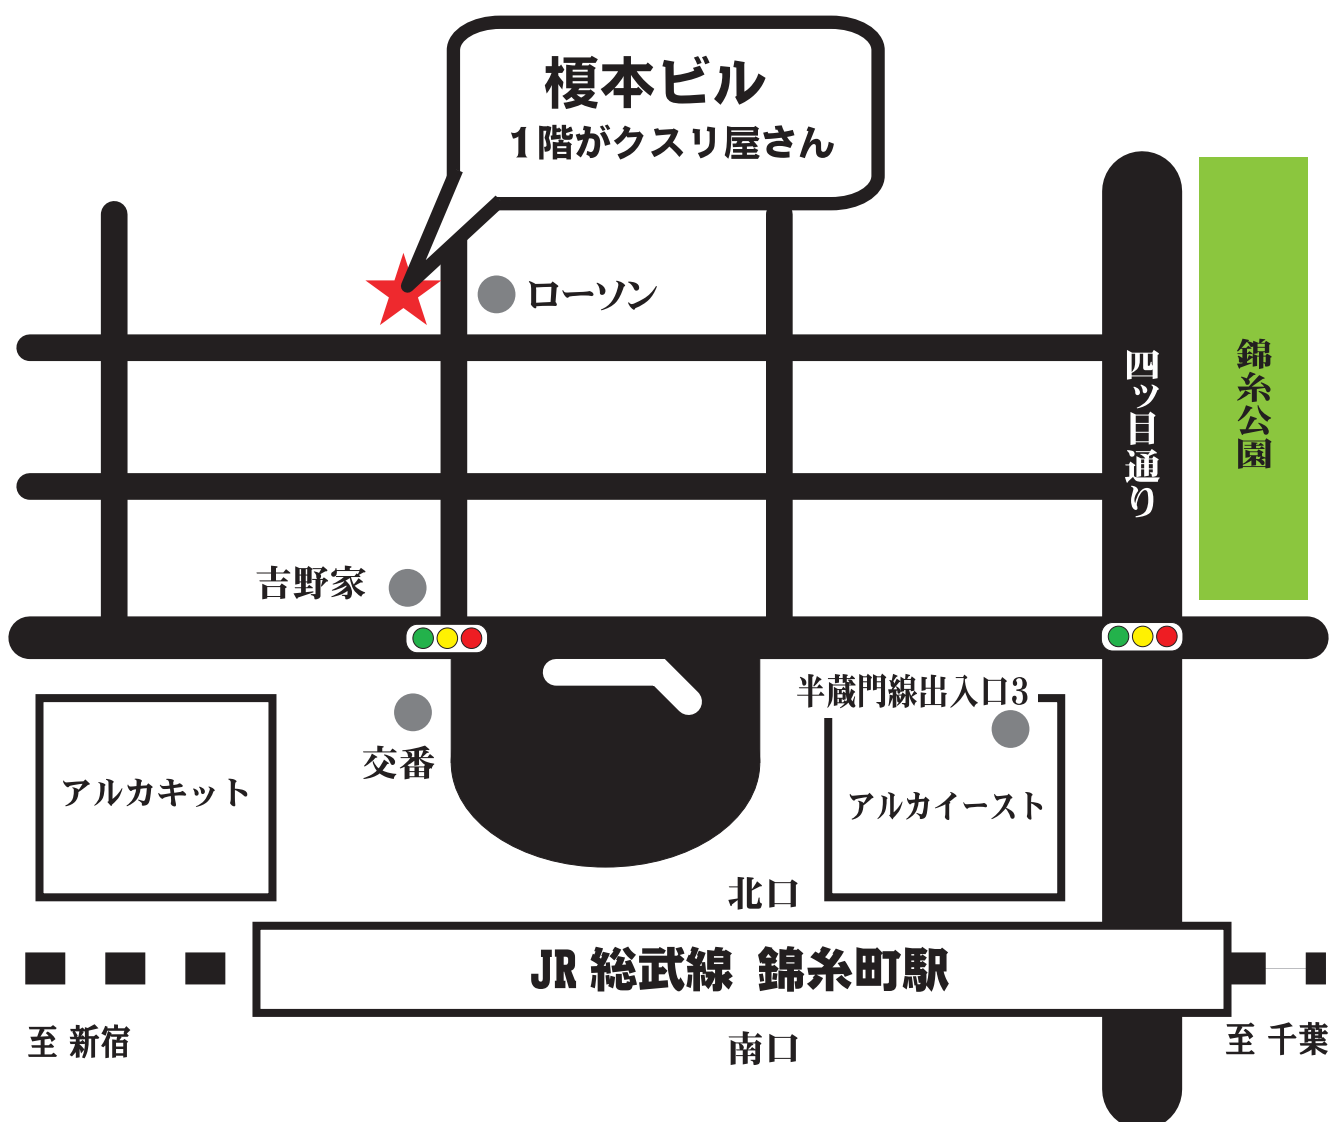 榎本ビル
1階がクスリ屋さん
ローソン
四ツ目通り
錦糸公園
吉野家
半蔵門線出入口3
交番
アルカキット
アルカイースト
北口
JR 総武線 錦糸町駅
至 新宿
南口
至 千葉